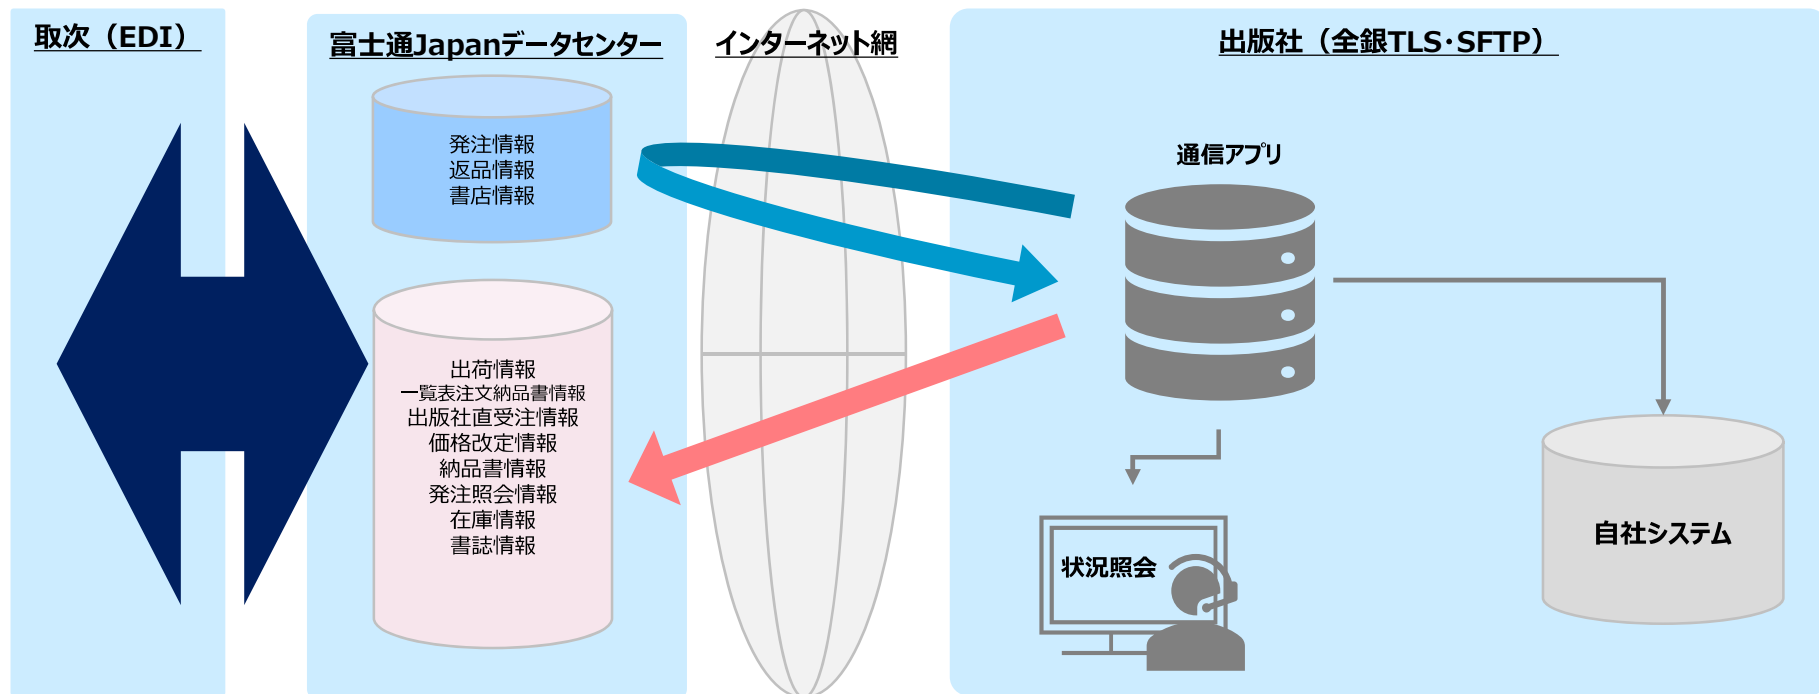 取次（EDI）
富士通Japanデータセンター
インターネット網
出版社（全銀TLS・SFTP）
発注情報
返品情報
書店情報
出荷情報
一覧表注文納品書情報
出版社直受注情報
価格改定情報
納品書情報
発注照会情報
在庫情報
書誌情報
通信アプリ
状況照会
自社システム